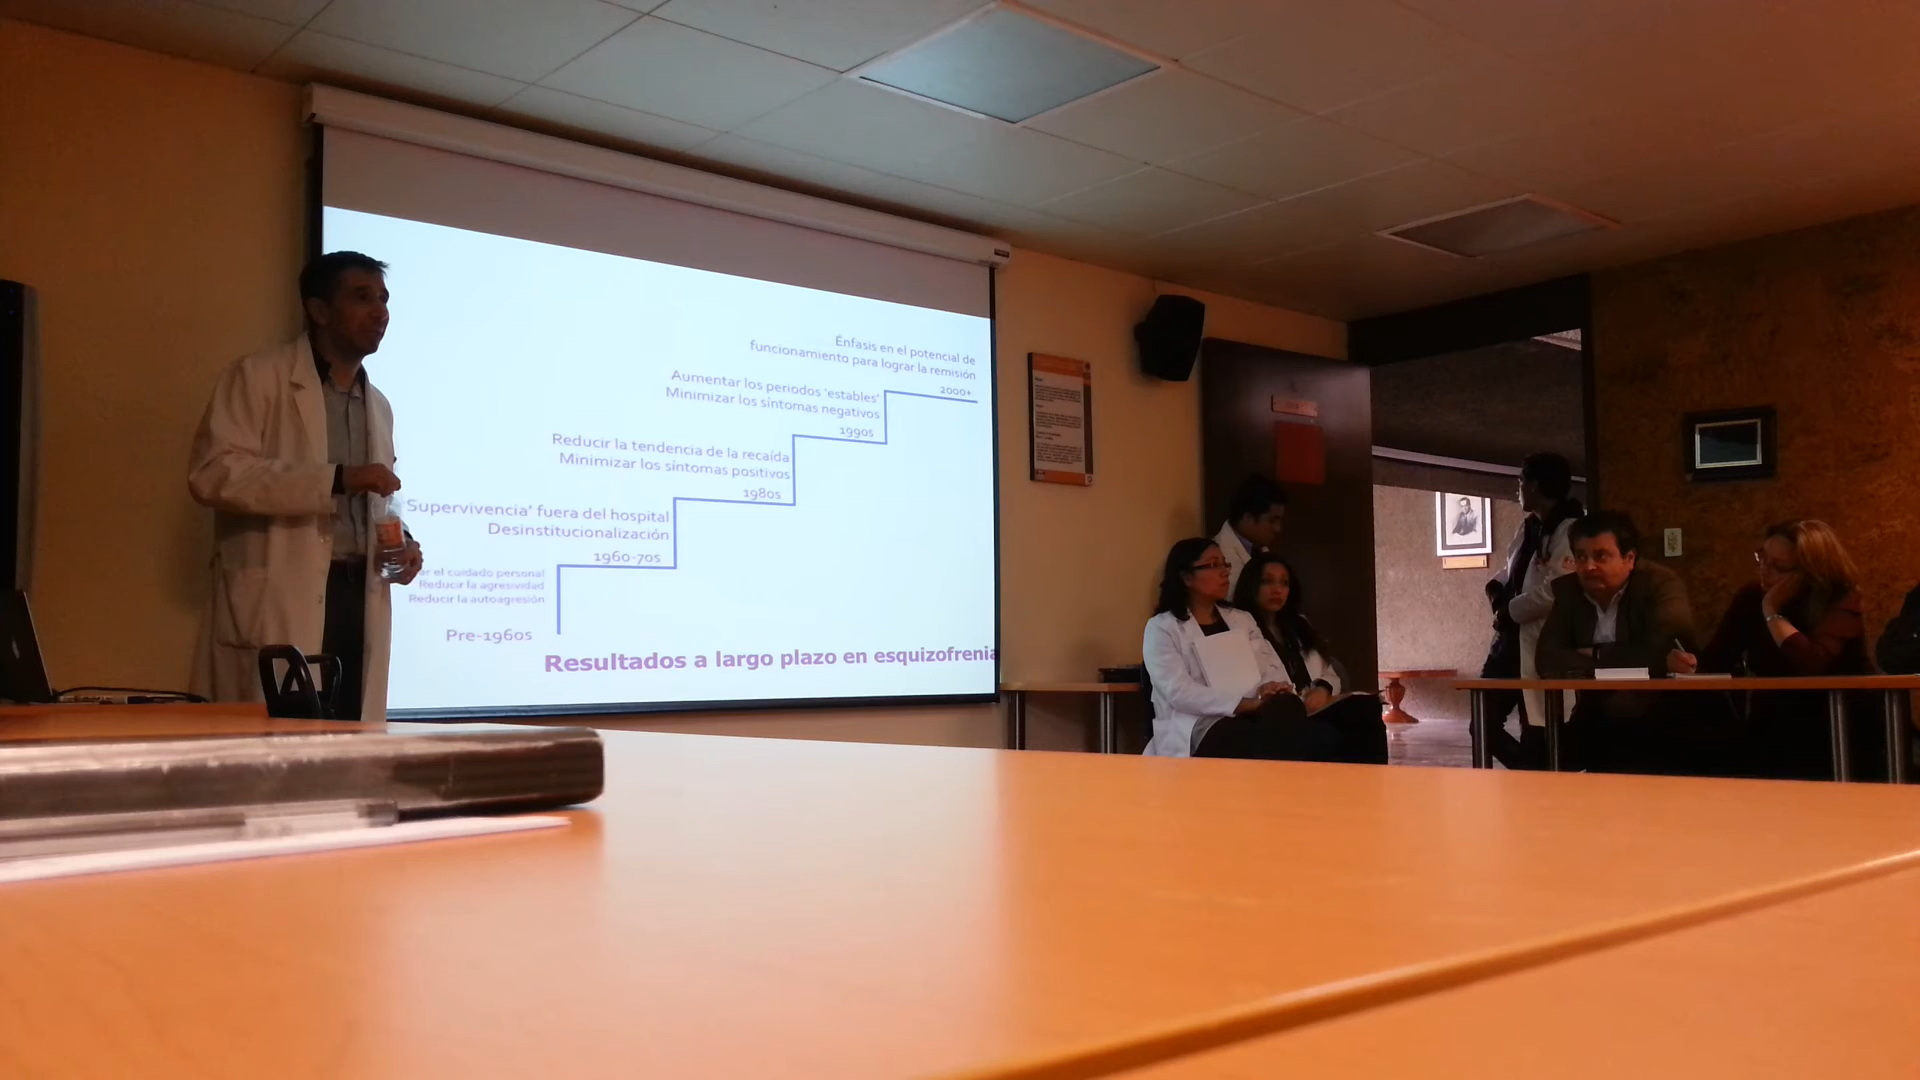 Énfasis en el potencial de
funcionamiento para lograr la remisión
2000+
Aumentar los periodos 'estables'
Minimizar los síntomas negativos
1990s
Reducir la tendencia de la recaída
Minimizar los síntomas positivos
1980s
Supervivencia' fuera del hospital
Desinstitucionalización
1960-70s
el cuidado personal
Reducir la agresividad
Reducir la autoagresión
Pre-1960s
Resultados a largo plazo en esquizofrenia